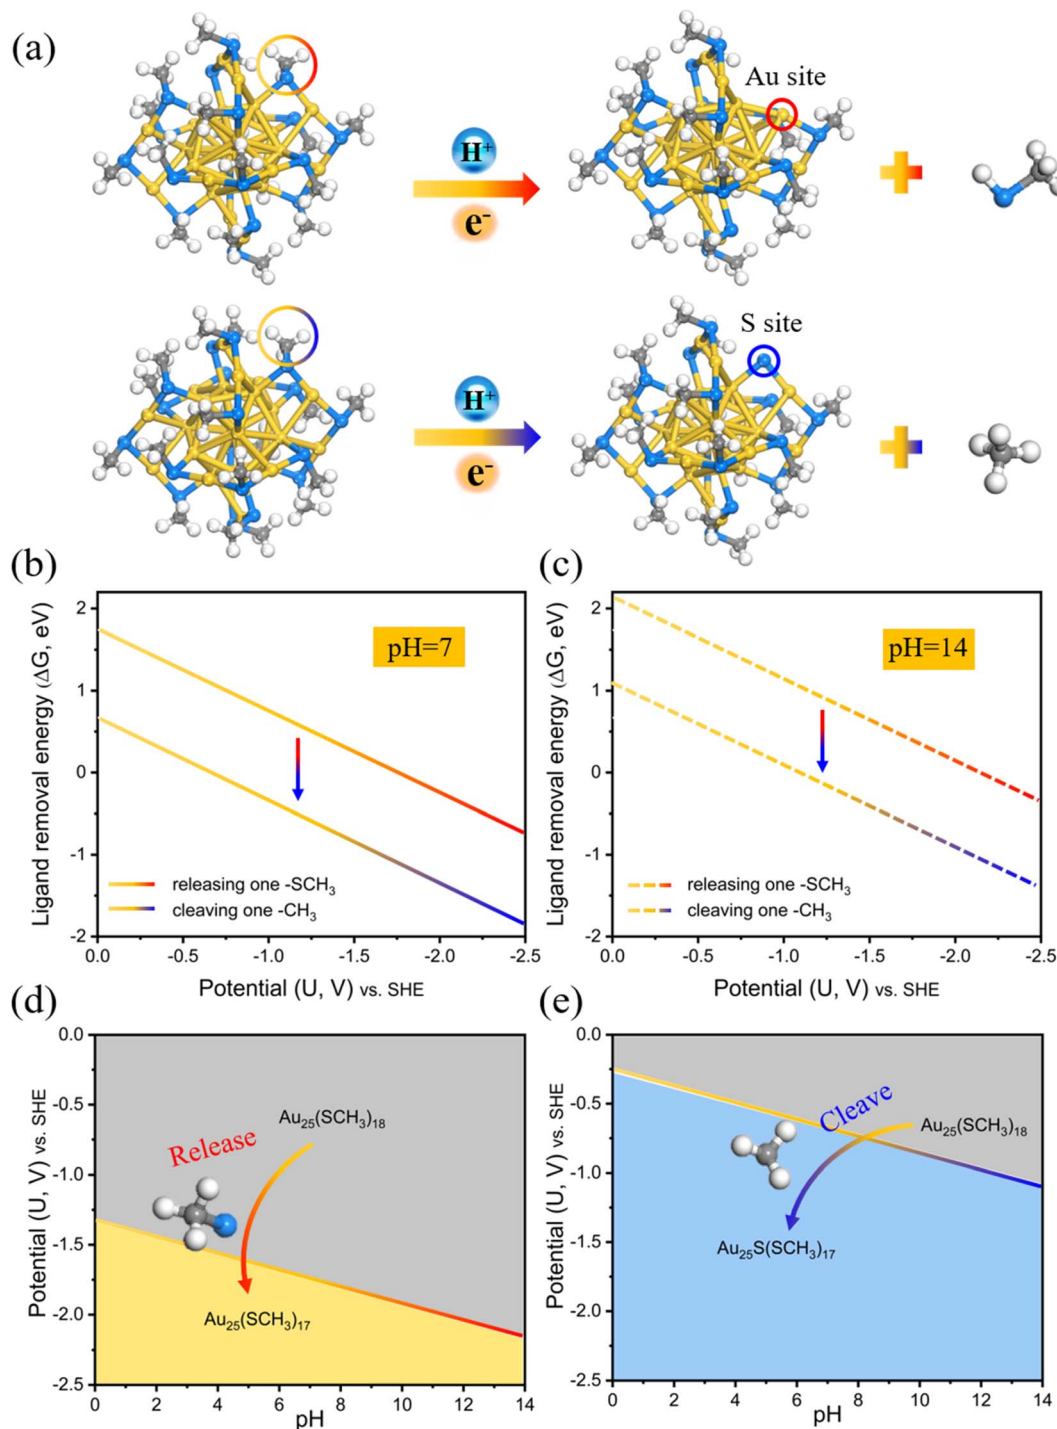 (a)
Au site
H⁺
e⁻
S site
H⁺
e⁻
(b)
(c)
Ligand removal energy (ΔG, eV)
2
1
0
-1
-2
pH=7
releasing one -SCH₃
cleaving one -CH₃
0.0 -0.5 -1.0 -1.5 -2.0 -2.5
Potential (U, V) vs. SHE
Ligand removal energy (ΔG, eV)
2
1
0
-1
-2
pH=14
releasing one -SCH₃
cleaving one -CH₃
0.0 -0.5 -1.0 -1.5 -2.0 -2.5
Potential (U, V) vs. SHE
(d)
(e)
Potential (U, V) vs. SHE
0.0
-0.5
-1.0
-1.5
-2.0
-2.5
Au₂₅(SCH₃)₁₈
Release
Au₂₅(SCH₃)₁₇
0 2 4 6 8 10 12 14
pH
Potential (U, V) vs. SHE
0.0
-0.5
-1.0
-1.5
-2.0
-2.5
Cleave
Au₂₅(SCH₃)₁₈
Au₂₅S(SCH₃)₁₇
0 2 4 6 8 10 12 14
pH